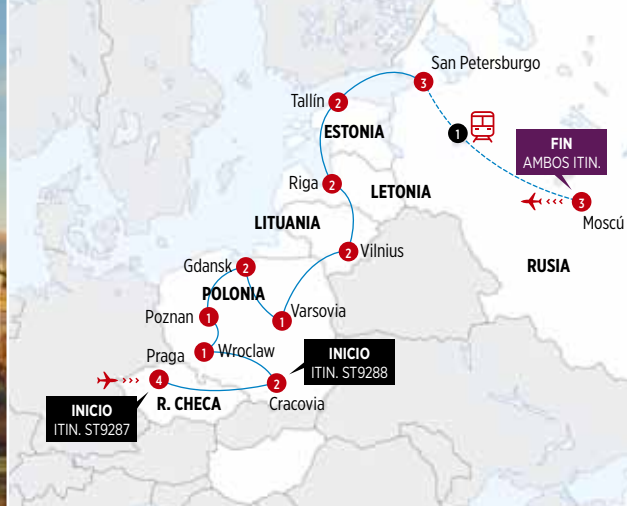 San Petersburgo
3
Tallín
2
ESTONIA
1
FIN
AMBOS ITIN.
Riga
2
LETONIA
3
Moscú
LITUANIA
2
Vilnius
RUSIA
Gdansk
2
POLONIA
Poznan
1
1
Varsovia
Praga
1
Wroclaw
INICIO
ITIN. ST9288
4
2
Cracovia
R. CHECA
INICIO
ITIN. ST9287